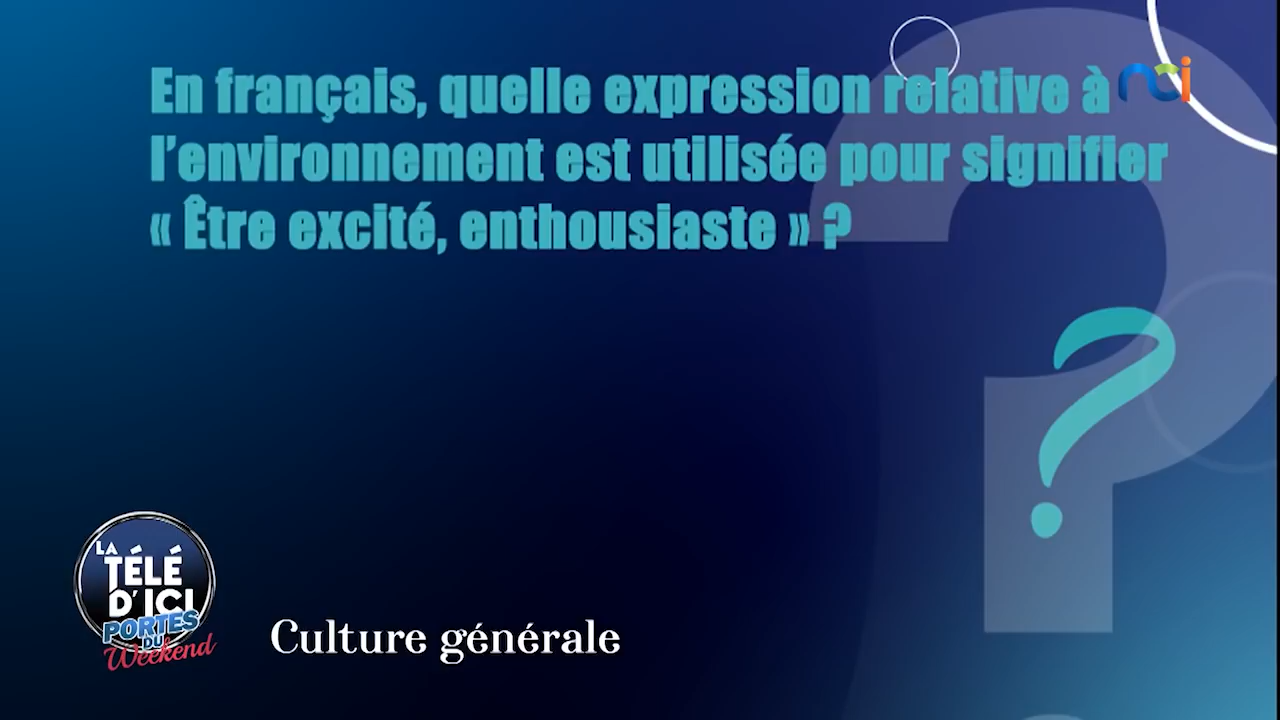 En français, quelle expression relative à
l’environnement est utilisée pour signifier
« Être excité, enthousiaste » ?
nci
LA
TÉLÉ
D'ICI
PORTES
DU
Weekend
Culture générale